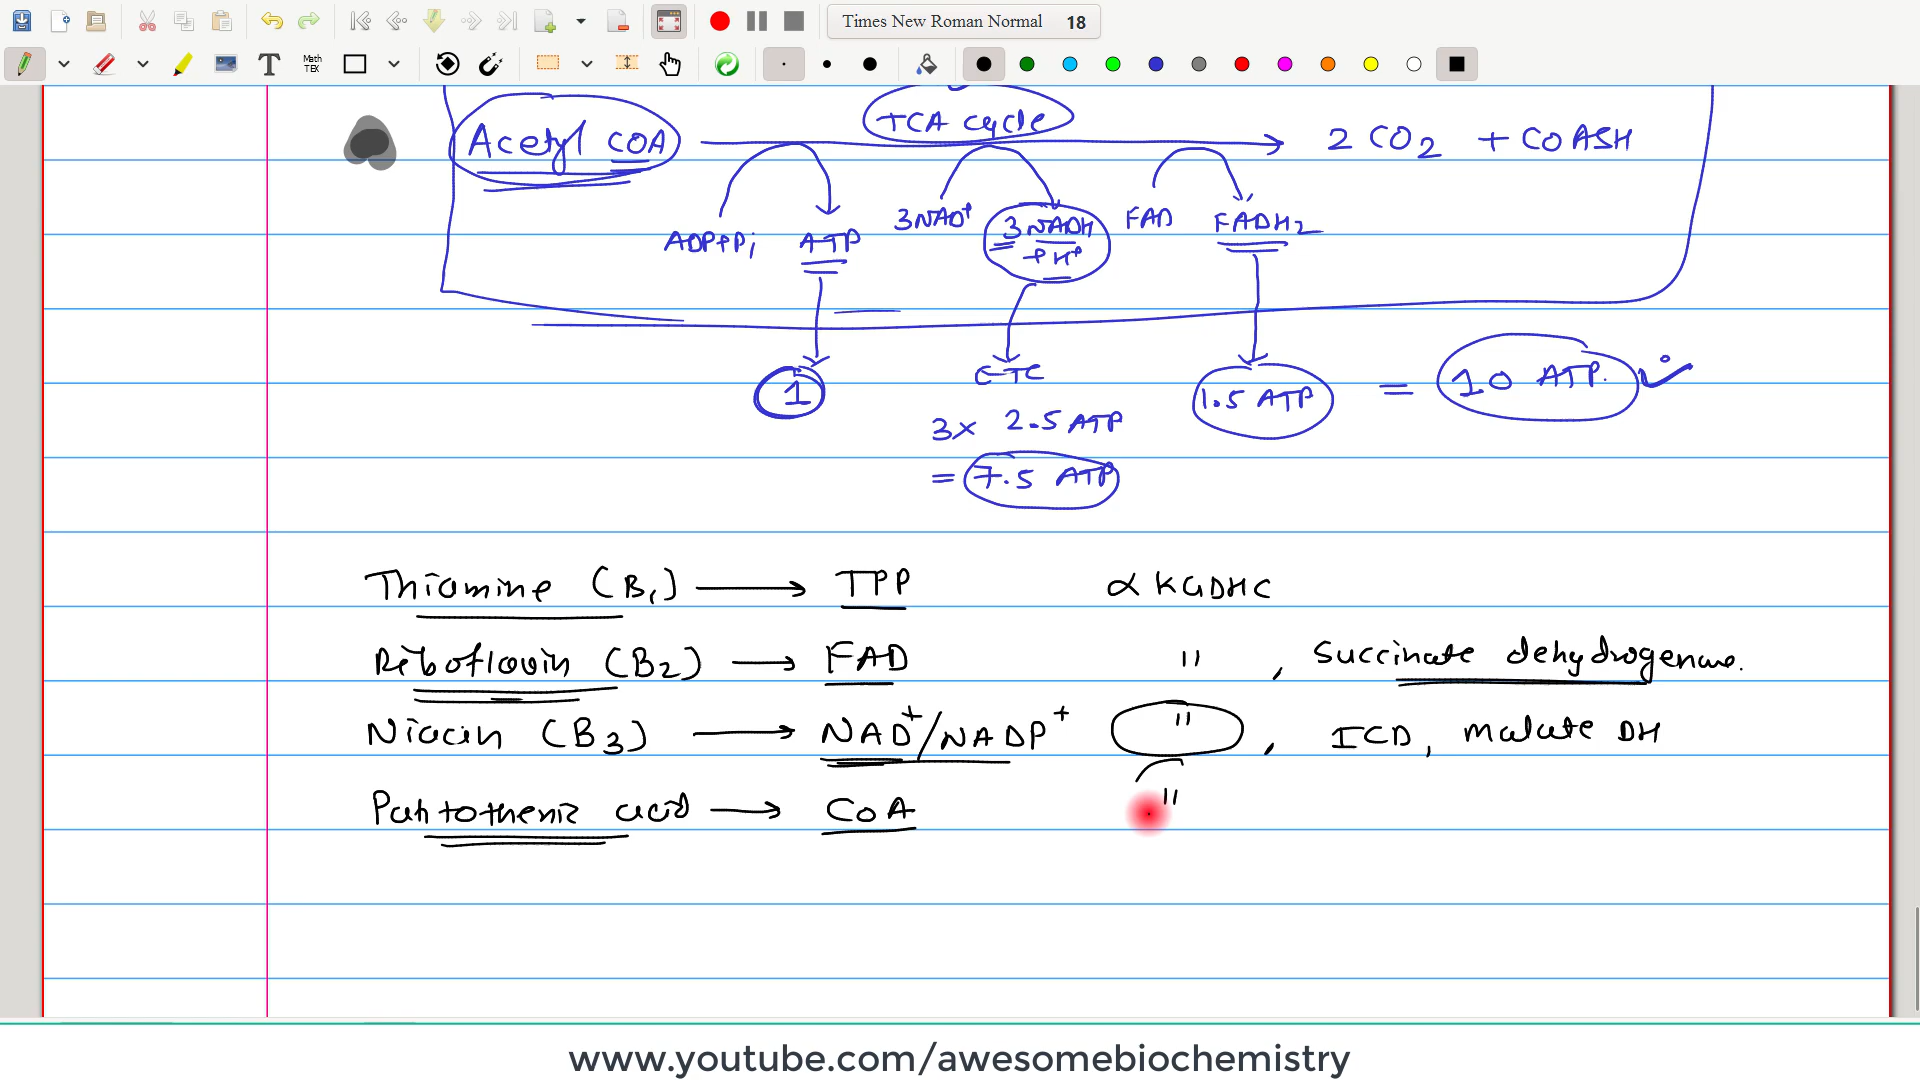 Times New Roman Normal 18
Math
TEX
TCA cycle
Acetyl COA 2 CO2 + COASH
ADP+Pi ATP 3NAD+ 3NADH + H+ FAD FADH2
1 ETC 1.5 ATP = 10 ATP.
3x 2.5 ATP
= 7.5 ATP
Thiamine (B1) → TPP α KGDHC
Riboflavin (B2) → FAD " , Succinate dehydrogenase.
Niacin (B3) → NAD+/NADP+ " , ICD, malate DH
Pantothenic acid → CoA "
www.youtube.com/awesomebiochemistry